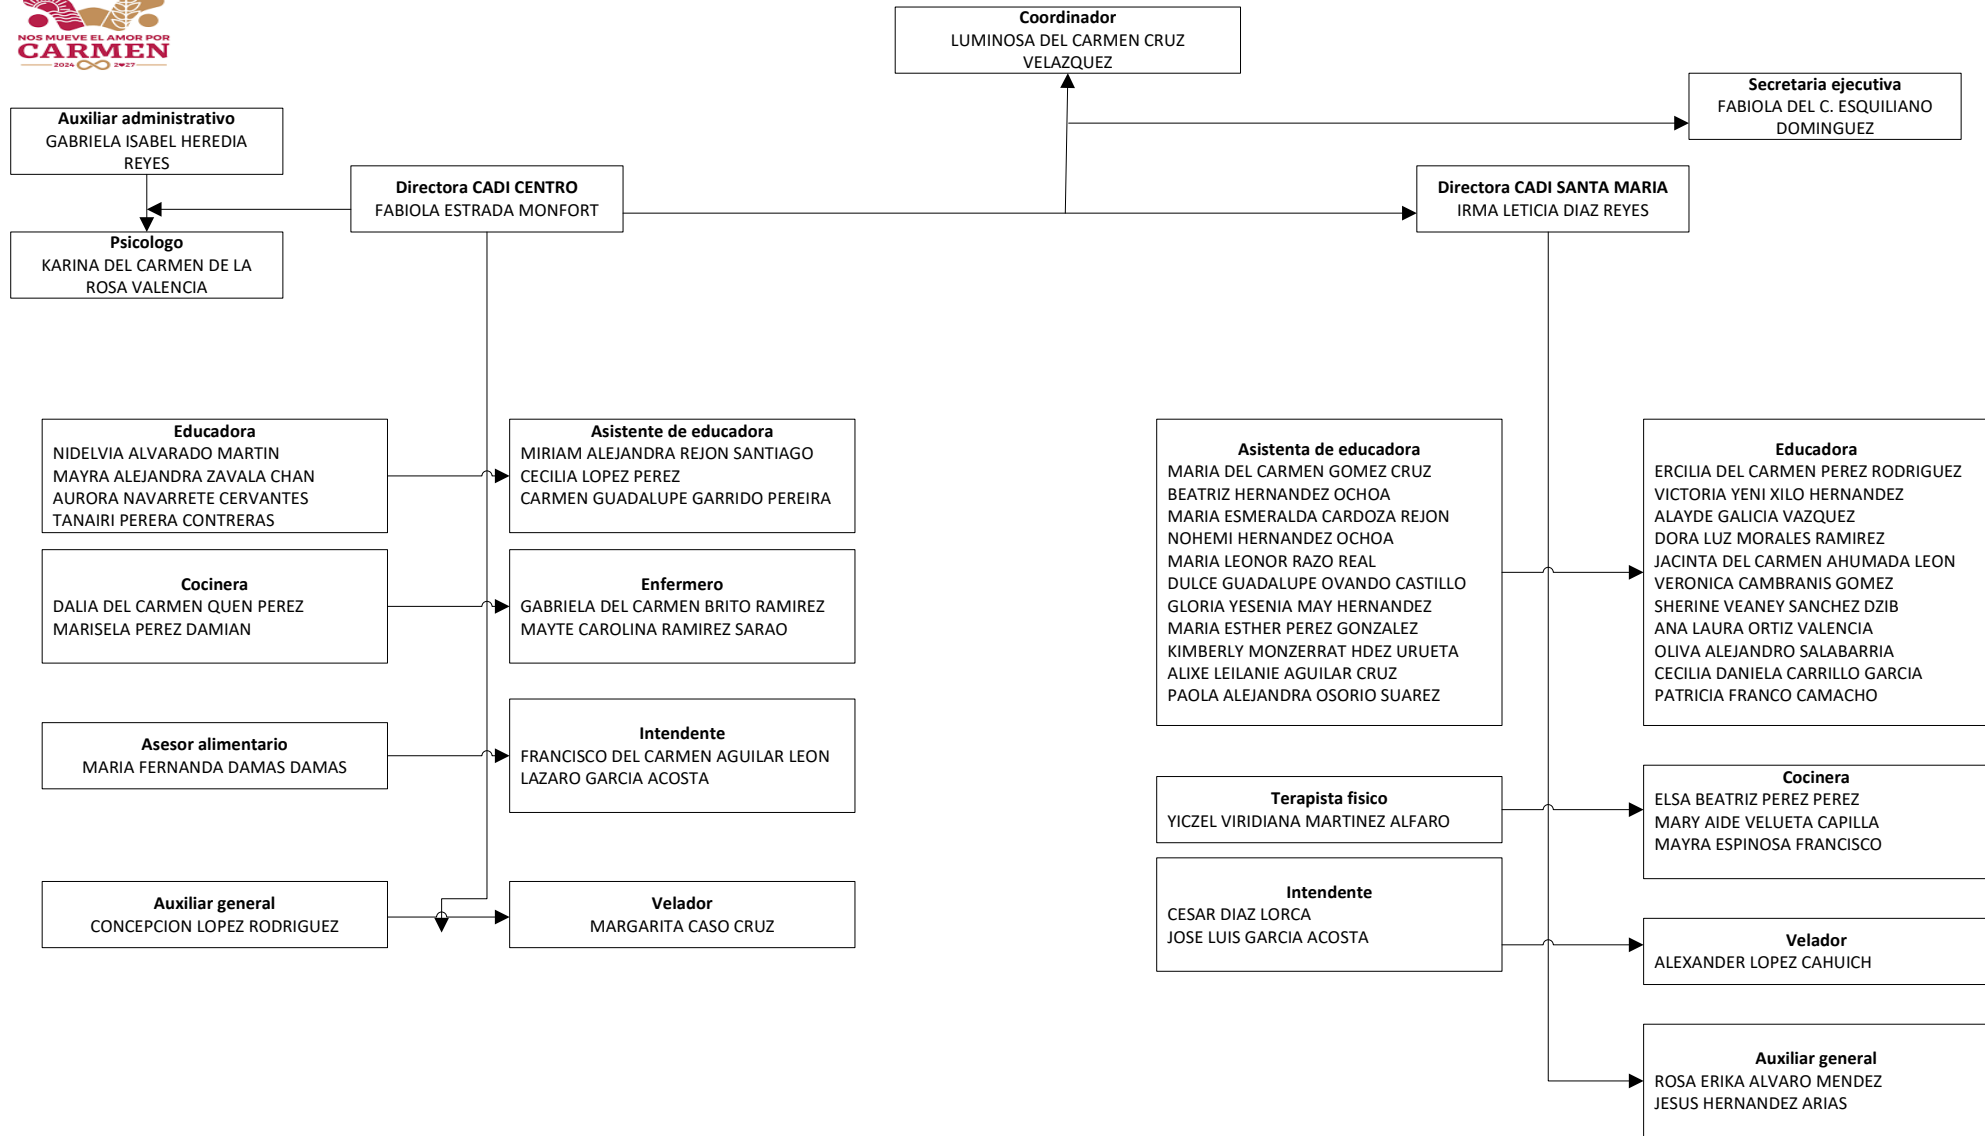 NOS MUEVE EL AMOR POR
CARMEN
2024 2027
Coordinador
LUMINOSA DEL CARMEN CRUZ
VELAZQUEZ
Secretaria ejecutiva
FABIOLA DEL C. ESQUILIANO
DOMINGUEZ
Auxiliar administrativo
GABRIELA ISABEL HEREDIA
REYES
Directora CADI CENTRO
FABIOLA ESTRADA MONFORT
Directora CADI SANTA MARIA
IRMA LETICIA DIAZ REYES
Psicologo
KARINA DEL CARMEN DE LA
ROSA VALENCIA
Educadora
NIDELVIA ALVARADO MARTIN
MAYRA ALEJANDRA ZAVALA CHAN
AURORA NAVARRETE CERVANTES
TANAIRI PERERA CONTRERAS
Asistente de educadora
MIRIAM ALEJANDRA REJON SANTIAGO
CECILIA LOPEZ PEREZ
CARMEN GUADALUPE GARRIDO PEREIRA
Cocinera
DALIA DEL CARMEN QUEN PEREZ
MARISELA PEREZ DAMIAN
Enfermero
GABRIELA DEL CARMEN BRITO RAMIREZ
MAYTE CAROLINA RAMIREZ SARAO
Asesor alimentario
MARIA FERNANDA DAMAS DAMAS
Intendente
FRANCISCO DEL CARMEN AGUILAR LEON
LAZARO GARCIA ACOSTA
Auxiliar general
CONCEPCION LOPEZ RODRIGUEZ
Velador
MARGARITA CASO CRUZ
Asistenta de educadora
MARIA DEL CARMEN GOMEZ CRUZ
BEATRIZ HERNANDEZ OCHOA
MARIA ESMERALDA CARDOZA REJON
NOHEMI HERNANDEZ OCHOA
MARIA LEONOR RAZO REAL
DULCE GUADALUPE OVANDO CASTILLO
GLORIA YESENIA MAY HERNANDEZ
MARIA ESTHER PEREZ GONZALEZ
KIMBERLY MONZERRAT HDEZ URUETA
ALIXE LEILANIE AGUILAR CRUZ
PAOLA ALEJANDRA OSORIO SUAREZ
Educadora
ERCILIA DEL CARMEN PEREZ RODRIGUEZ
VICTORIA YENI XILO HERNANDEZ
ALAYDE GALICIA VAZQUEZ
DORA LUZ MORALES RAMIREZ
JACINTA DEL CARMEN AHUMADA LEON
VERONICA CAMBRANIS GOMEZ
SHERINE VEANEY SANCHEZ DZIB
ANA LAURA ORTIZ VALENCIA
OLIVA ALEJANDRO SALABARRIA
CECILIA DANIELA CARRILLO GARCIA
PATRICIA FRANCO CAMACHO
Terapista fisico
YICZEL VIRIDIANA MARTINEZ ALFARO
Cocinera
ELSA BEATRIZ PEREZ PEREZ
MARY AIDE VELUETA CAPILLA
MAYRA ESPINOSA FRANCISCO
Intendente
CESAR DIAZ LORCA
JOSE LUIS GARCIA ACOSTA
Velador
ALEXANDER LOPEZ CAHUICH
Auxiliar general
ROSA ERIKA ALVARO MENDEZ
JESUS HERNANDEZ ARIAS